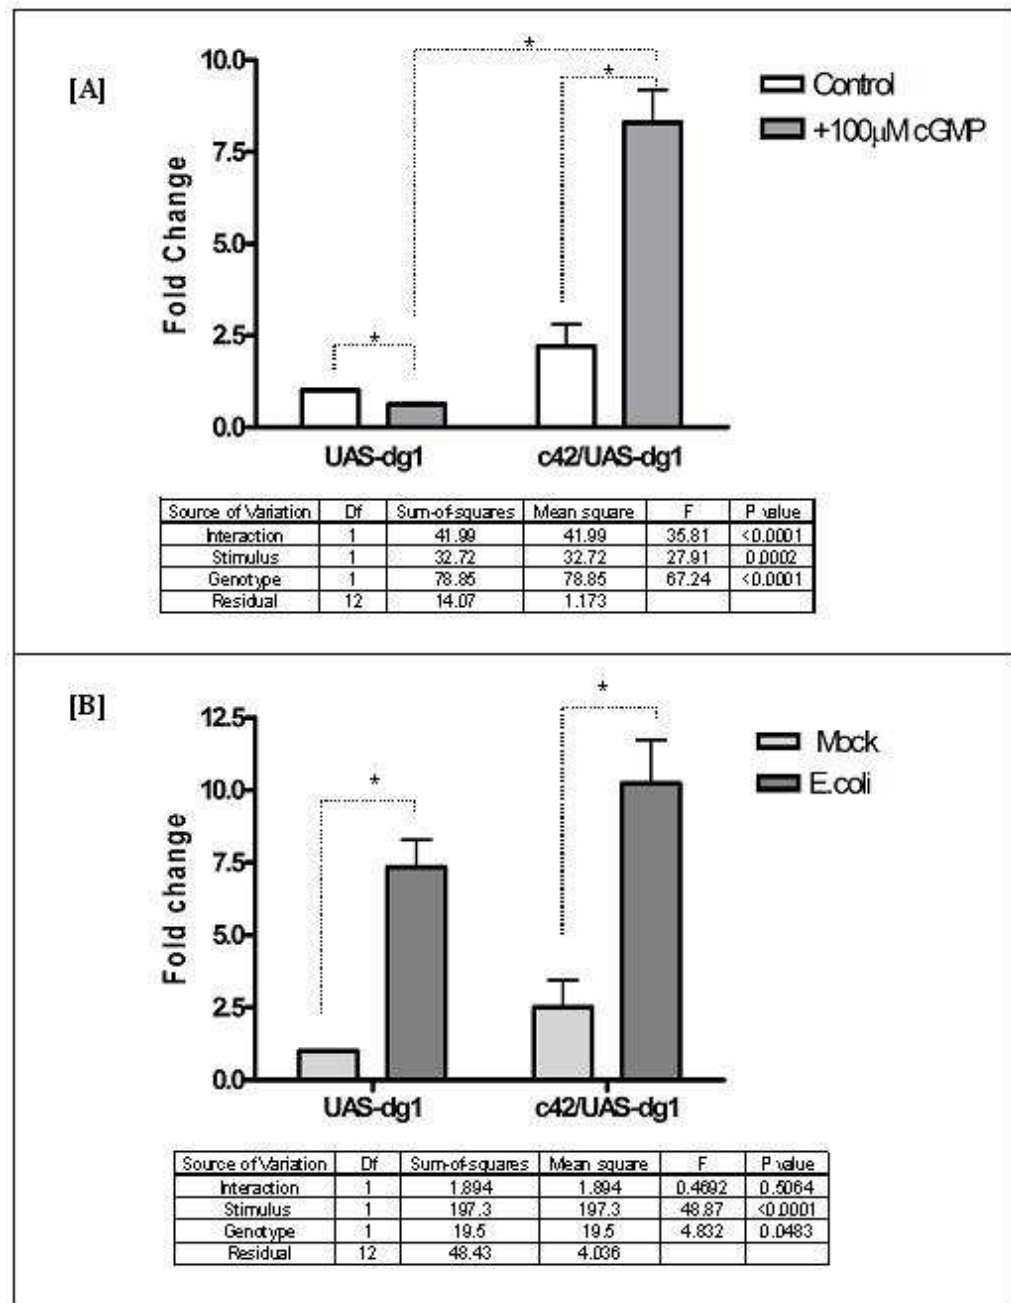 [A]
*
*
10.0
7.5
5.0
2.5
0.0
Fold Change
*
Control
+100µM cGMP
UAS-dg1
c42/UAS-dg1
Source of Variation Df Sum-of-squares Mean square F P value
Interaction 1 41.99 41.99 35.81 <0.0001
Stimulus 1 32.72 32.72 27.91 0.0002
Genotype 1 78.85 78.85 67.24 <0.0001
Residual 12 14.07 1.173
[B]
*
*
12.5
10.0
7.5
5.0
2.5
0.0
Fold change
Mock
E.coli
UAS-dg1
c42/UAS-dg1
Source of Variation Df Sum-of-squares Mean square F P value
Interaction 1 1.894 1.894 0.4692 0.5064
Stimulus 1 197.3 197.3 48.87 <0.0001
Genotype 1 19.5 19.5 4.832 0.0483
Residual 12 48.43 4.036